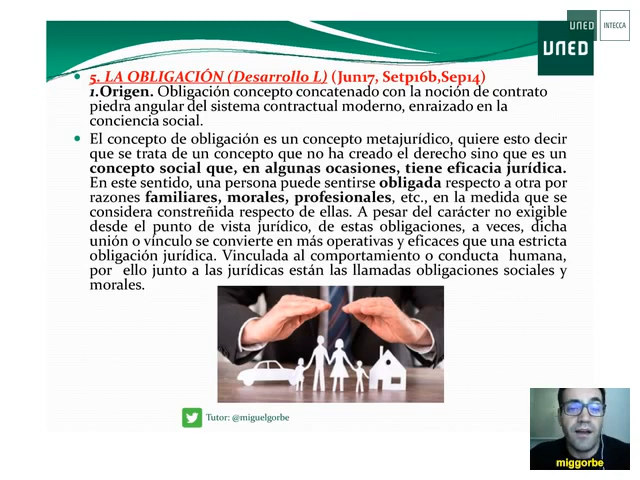 UNED
INTECCA
UNED
5. LA OBLIGACIÓN (Desarrollo L) (Jun17, Setp16b,Sep14)
1.Origen. Obligación concepto concatenado con la noción de contrato
piedra angular del sistema contractual moderno, enraizado en la
conciencia social.
El concepto de obligación es un concepto metajurídico, quiere esto decir
que se trata de un concepto que no ha creado el derecho sino que es un
concepto social que, en algunas ocasiones, tiene eficacia jurídica.
En este sentido, una persona puede sentirse obligada respecto a otra por
razones familiares, morales, profesionales, etc., en la medida que se
considera constreñida respecto de ellas. A pesar del carácter no exigible
desde el punto de vista jurídico, de estas obligaciones, a veces, dicha
unión o vínculo se convierte en más operativas y eficaces que una estricta
obligación jurídica. Vinculada al comportamiento o conducta humana,
por ello junto a las jurídicas están las llamadas obligaciones sociales y
morales.
Tutor: @miguelgorbe
miggorbe